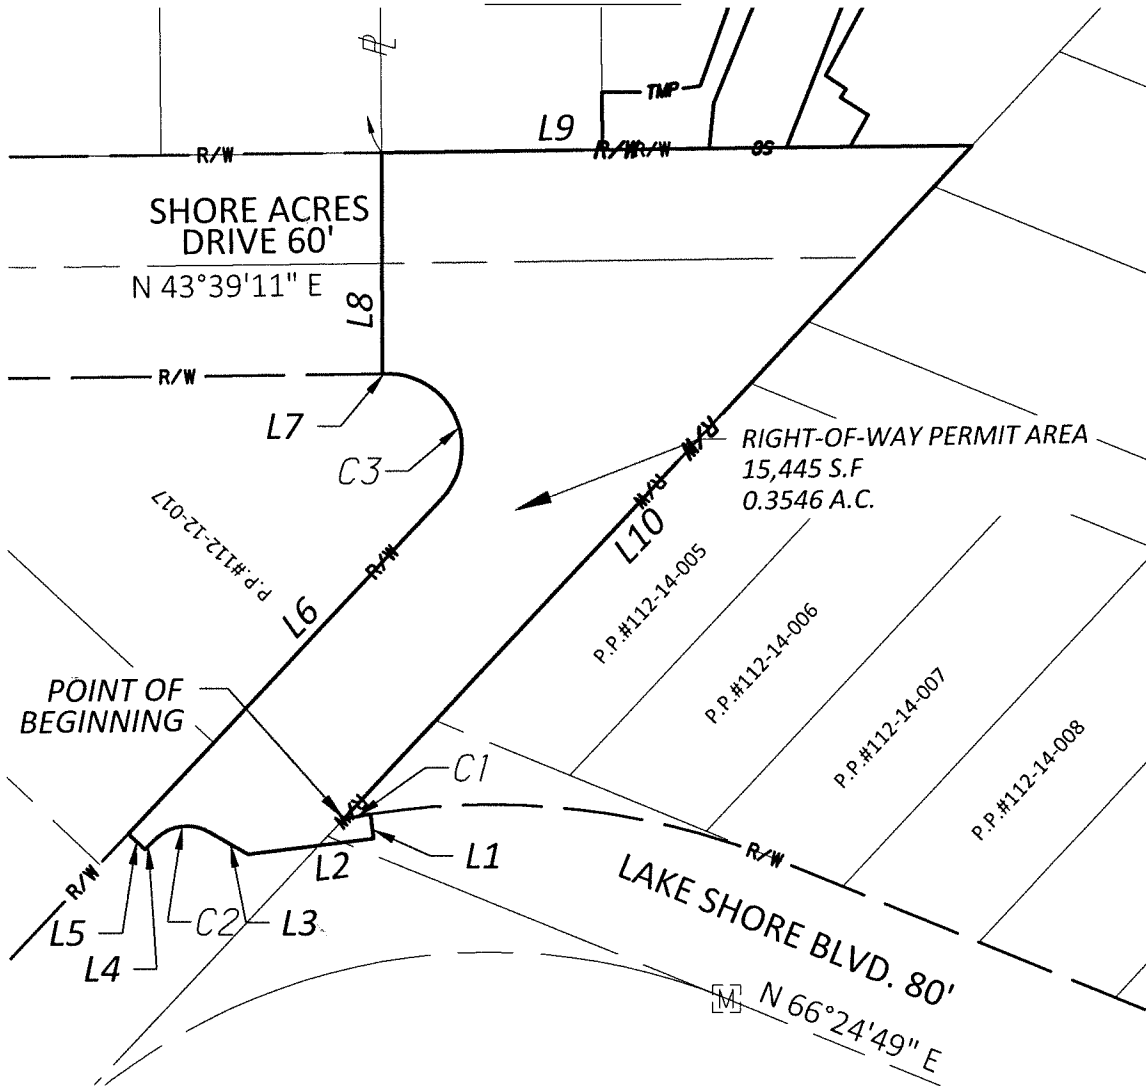 PL
TMP
L9
R/W
R/W
R/W
GS
SHORE ACRES
DRIVE 60'
N 43°39'11" E
L8
R/W
L7
C3
R/W
R/W
RIGHT-OF-WAY PERMIT AREA
15,445 S.F
0.3546 A.C.
L10
P.P.#112-12-017
R/W
L6
P.P.#112-14-005
P.P.#112-14-006
P.P.#112-14-007
P.P.#112-14-008
POINT OF
BEGINNING
C1
R/W
L1
L2
R/W
R/W
L5
C2
L3
L4
LAKE SHORE BLVD. 80'
M
N 66°24'49" E